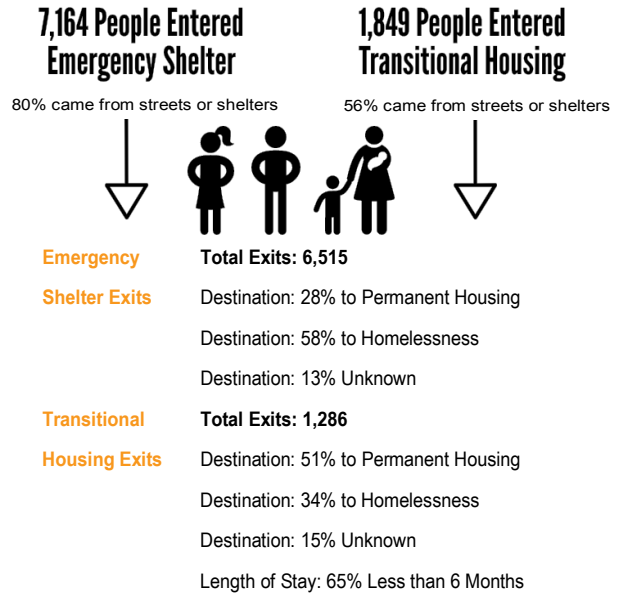 7,164 People Entered
Emergency Shelter
1,849 People Entered
Transitional Housing
80% came from streets or shelters
56% came from streets or shelters
Emergency Total Exits: 6,515
Shelter Exits Destination: 28% to Permanent Housing
Destination: 58% to Homelessness
Destination: 13% Unknown
Transitional Total Exits: 1,286
Housing Exits Destination: 51% to Permanent Housing
Destination: 34% to Homelessness
Destination: 15% Unknown
Length of Stay: 65% Less than 6 Months